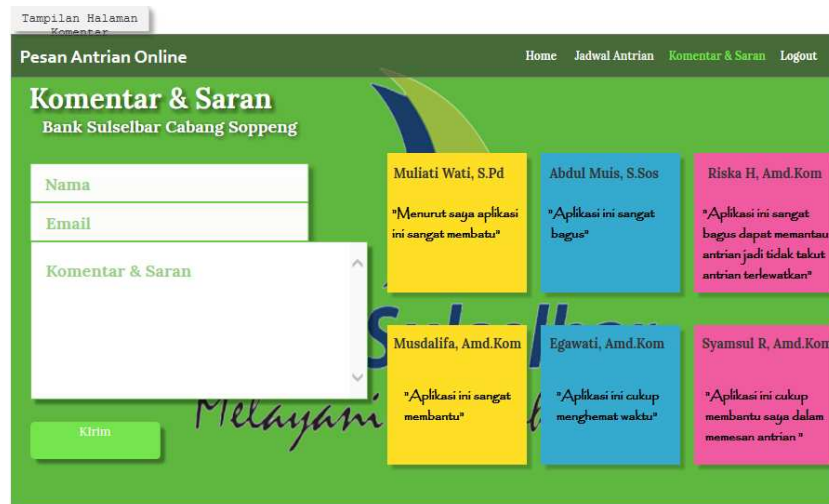 Tampilan Halaman
Komentar
Pesan Antrian Online
Home Jadwal Antrian Komentar & Saran Logout
Komentar & Saran
Bank Sulselbar Cabang Soppeng
Nama
Email
Komentar & Saran
KIrim
Muliati Wati, S.Pd
"Menurut saya aplikasi
ini sangat membatu"
Abdul Muis, S.Sos
"Aplikasi ini sangat
bagus"
Riska H, Amd.Kom
"Aplikasi ini sangat
bagus dapat memantau
antrian jadi tidak takut
antrian terlewatkan"
Musdalifa, Amd.Kom
"Aplikasi ini sangat
membantu"
Egawati, Amd.Kom
"Aplikasi ini cukup
menghemat waktu"
Syamsul R, Amd.Kom
"Aplikasi ini cukup
membantu saya dalam
memesan antrian "
Sulselbar
Melayani